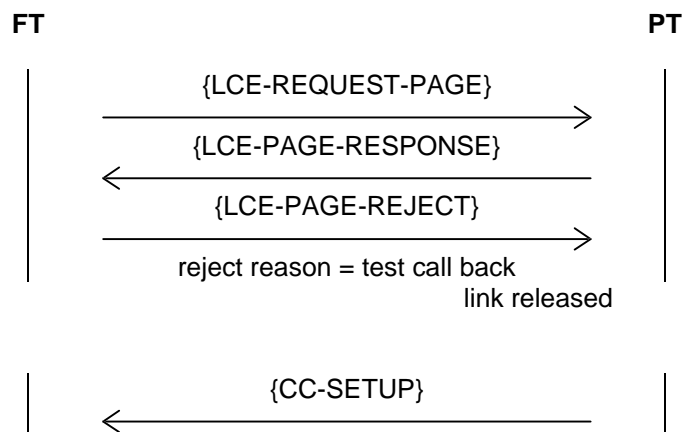 FT PT
{LCE-REQUEST-PAGE}
{LCE-PAGE-RESPONSE}
{LCE-PAGE-REJECT}
reject reason = test call back
link released
{CC-SETUP}